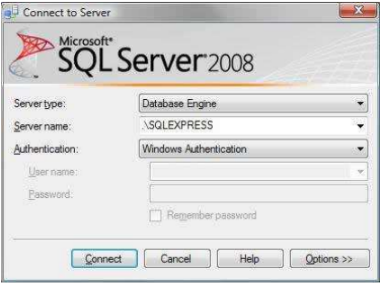 Connect to Server
Microsoft®
SQL Server® 2008
Server type: Database Engine
Server name: .\SQLEXPRESS
Authentication: Windows Authentication
User name:
Password:
Remember password
Connect Cancel Help Options >>